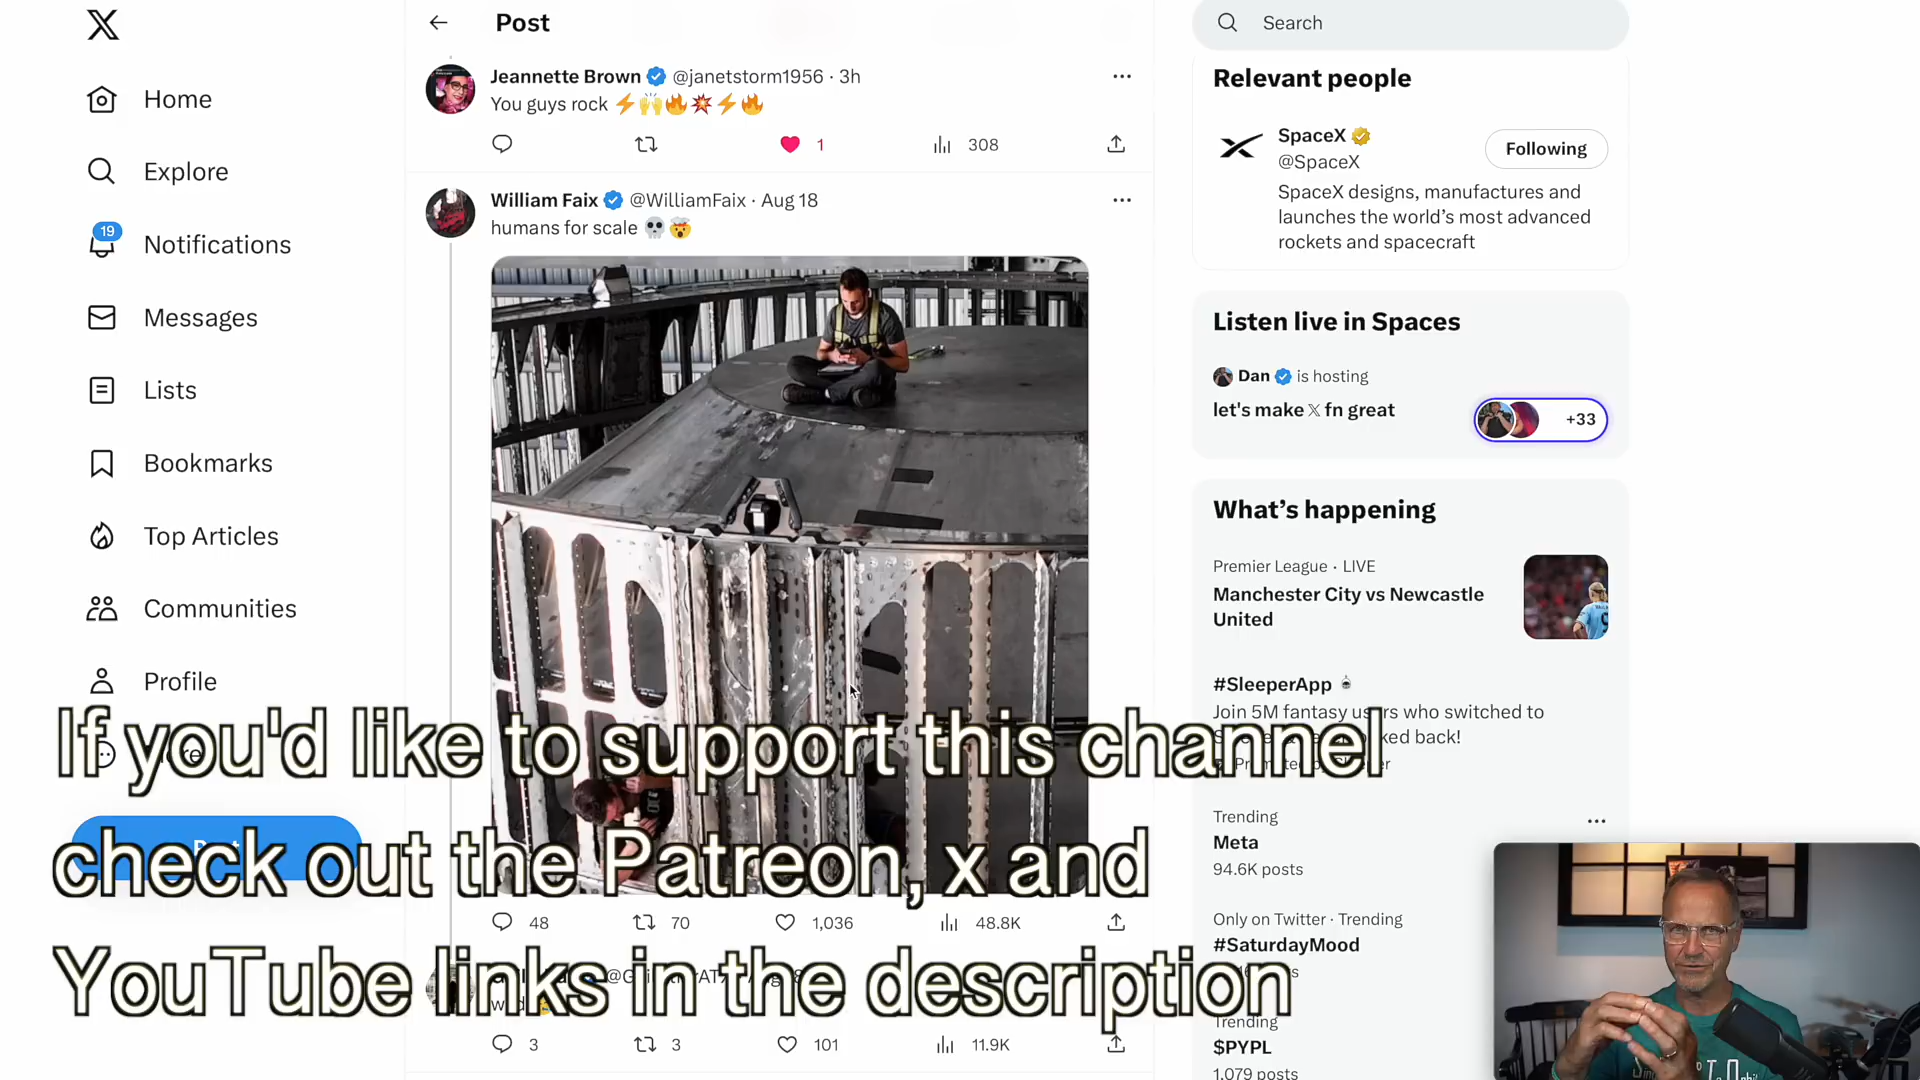 Post
Search
Home
Explore
19
Notifications
Messages
Lists
Bookmarks
Top Articles
Communities
Profile
Jeannette Brown @janetstorm1956 · 3h
You guys rock ⚡🙌🔥💥⚡🔥
1
308
William Faix @WilliamFaix · Aug 18
humans for scale 💀🤯
48
70
1,036
48.8K
3
3
101
11.9K
Relevant people
SpaceX
@SpaceX
Following
SpaceX designs, manufactures and
launches the world's most advanced
rockets and spacecraft
Listen live in Spaces
Dan is hosting
let's make 𝕏 fn great
+33
What's happening
Premier League · LIVE
Manchester City vs Newcastle
United
#SleeperApp
Join 5M fantasy users who switched to
Trending
Meta
94.6K posts
Only on Twitter · Trending
#SaturdayMood
Trending
$PYPL
1,079 posts
If you'd like to support this channel
check out the Patreon, x and
YouTube links in the description